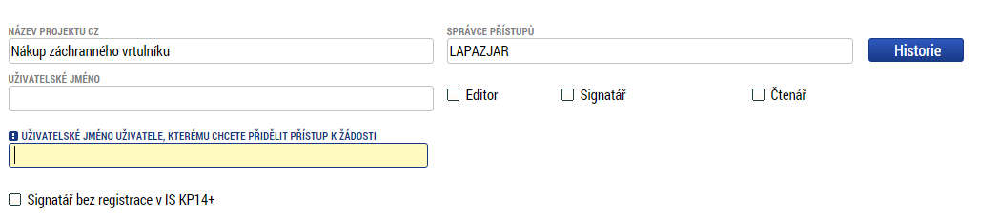 NÁZEV PROJEKTU CZ SPRÁVCE PŘÍSTUPŮ
Nákup záchranného vrtulníku LAPAZJAR Historie
UŽIVATELSKÉ JMÉNO
Editor Signatář Čtenář
UŽIVATELSKÉ JMÉNO UŽIVATELE, KTERÉMU CHCETE PŘIDĚLIT PŘÍSTUP K ŽÁDOSTI
Signatář bez registrace v IS KP14+